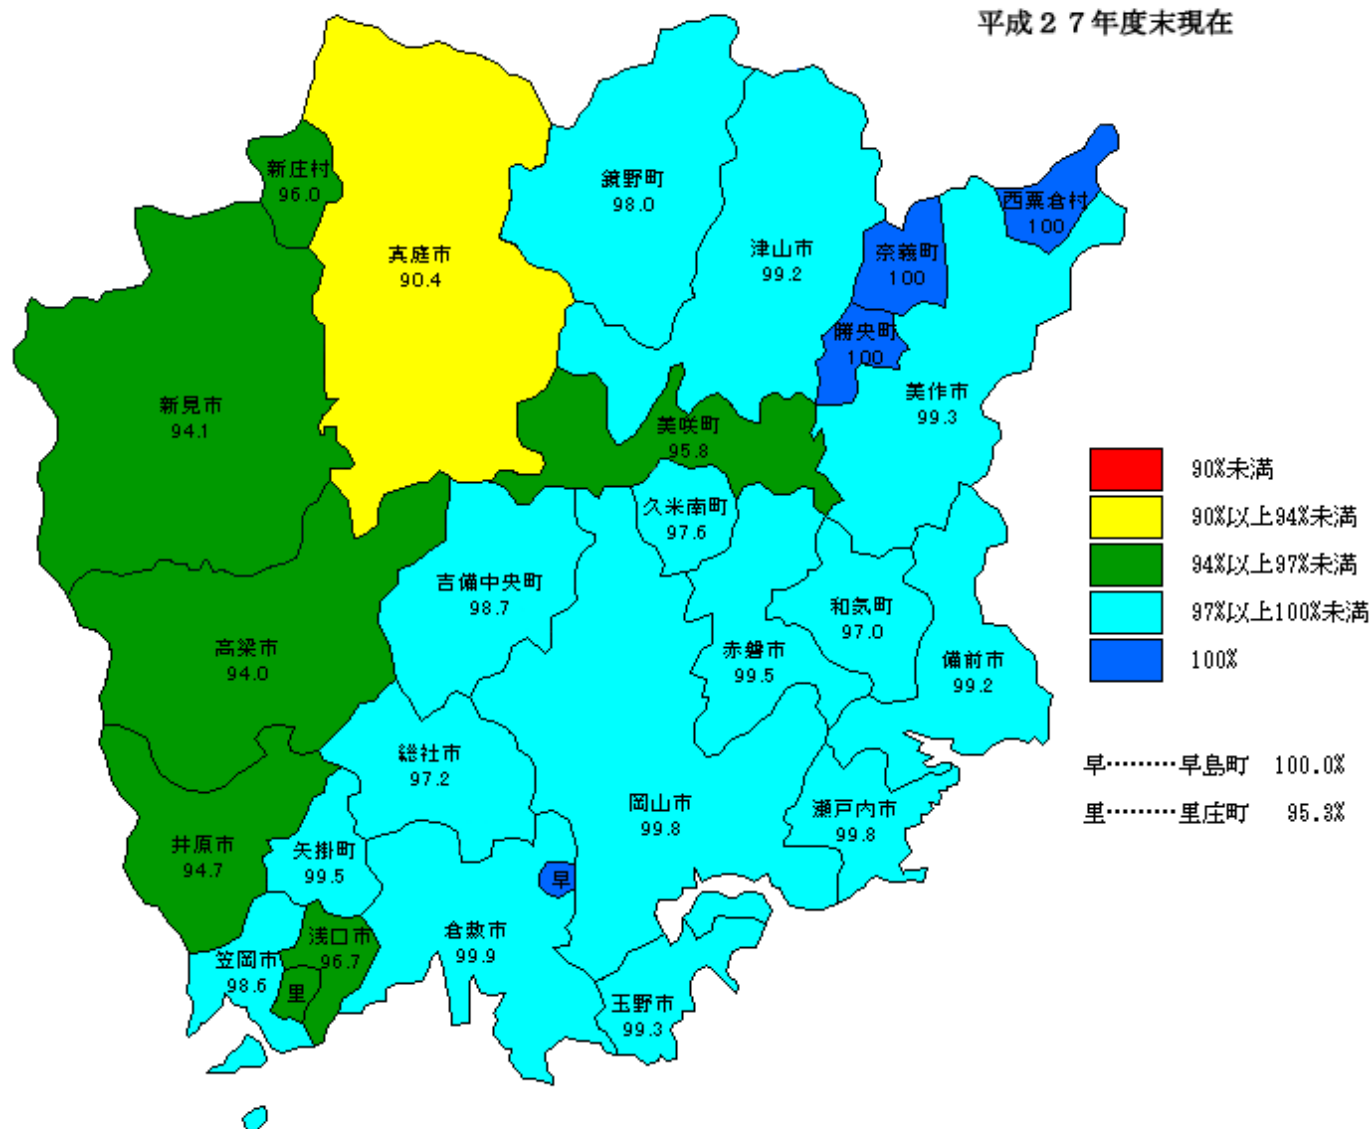 平成２７年度末現在
新庄村
96.0
鏡野町
98.0
西粟倉村
100
真庭市
90.4
津山市
99.2
奈義町
100
勝央町
100
新見市
94.1
美作市
99.3
美咲町
95.8
90%未満
久米南町
97.6
90%以上94%未満
94%以上97%未満
吉備中央町
98.7
和気町
97.0
97%以上100%未満
高梁市
94.0
赤磐市
99.5
備前市
99.2
100%
総社市
97.2
早………早島町 100.0%
岡山市
99.8
瀬戸内市
99.8
里………里庄町 95.3%
井原市
94.7
矢掛町
99.5
早
浅口市
96.7
倉敷市
99.9
笠岡市
98.6
里
玉野市
99.3